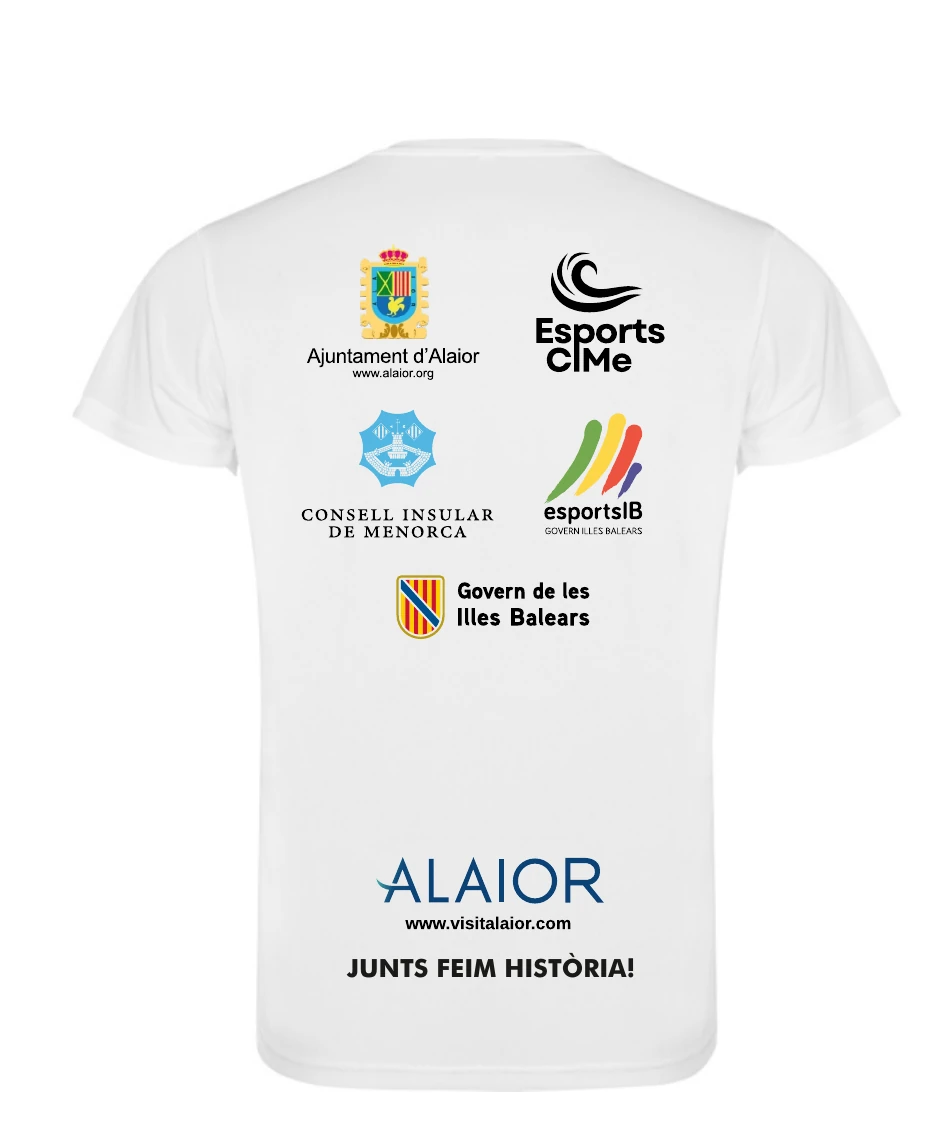 Ajuntament d'Alaior
www.alaior.org
Esports
CIMe
CONSELL INSULAR
DE MENORCA
esportsIB
GOVERN ILLES BALEARS
Govern de les
Illes Balears
ALAIOR
www.visitalaior.com
JUNTS FEIM HISTÒRIA!